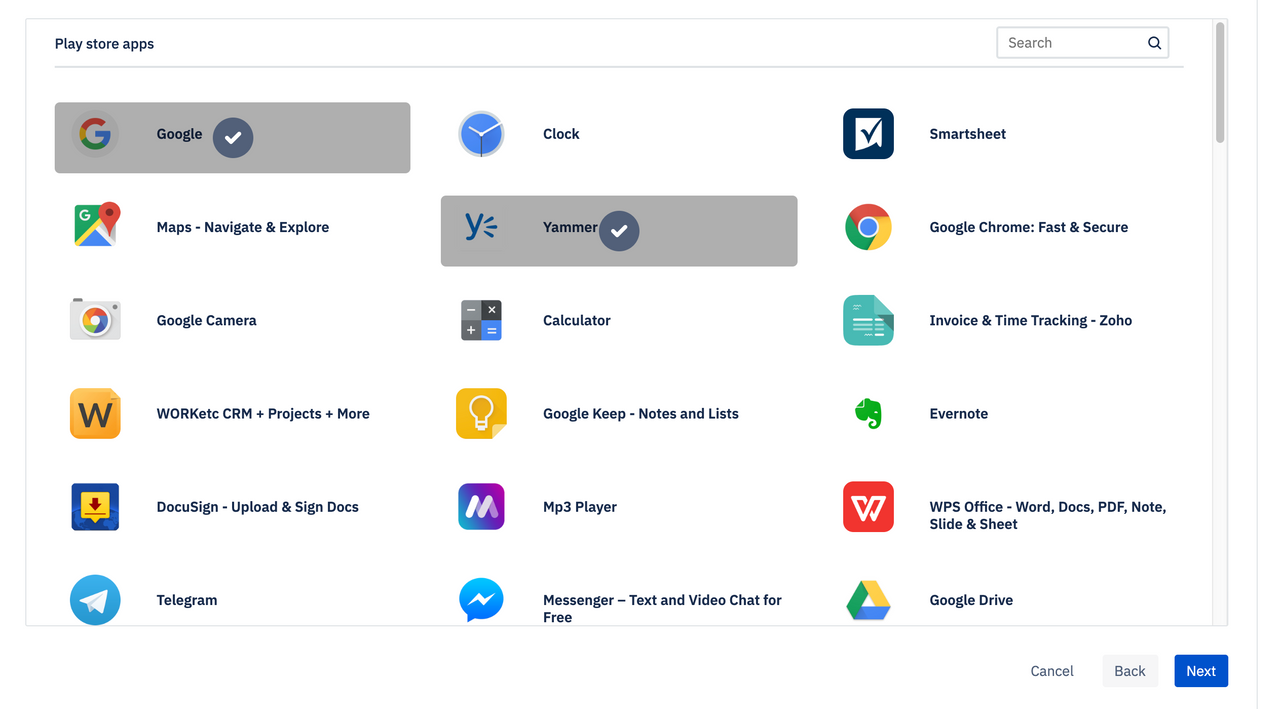 Play store apps
Search
Google
Clock
Smartsheet
Maps - Navigate & Explore
Yammer
Google Chrome: Fast & Secure
Google Camera
Calculator
Invoice & Time Tracking - Zoho
WORKetc CRM + Projects + More
Google Keep - Notes and Lists
Evernote
DocuSign - Upload & Sign Docs
Mp3 Player
WPS Office - Word, Docs, PDF, Note,
Slide & Sheet
Telegram
Messenger – Text and Video Chat for
Free
Google Drive
Cancel
Back
Next